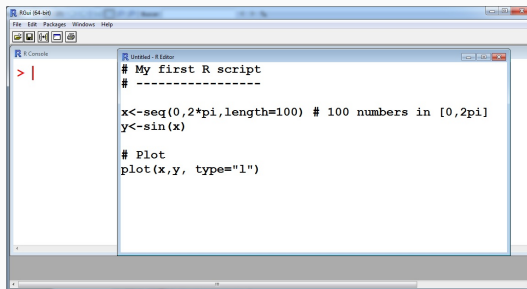 RGui (64-bit)
File Edit Packages Windows Help
R Console
>
Untitled - R Editor
# My first R script
# -----------------
x<-seq(0,2*pi,length=100) # 100 numbers in [0,2pi]
y<-sin(x)
# Plot
plot(x,y, type="l")